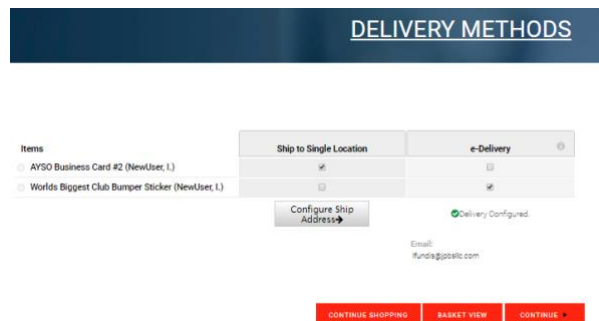 DELIVERY METHODS
Items Ship to Single Location e-Delivery
AYSO Business Card #2 (NewUser, I.)
Worlds Biggest Club Bumper Sticker (NewUser, I.)
Configure Ship
Address➔
Delivery Configured.
Email:
CONTINUE SHOPPING BASKET VIEW CONTINUE